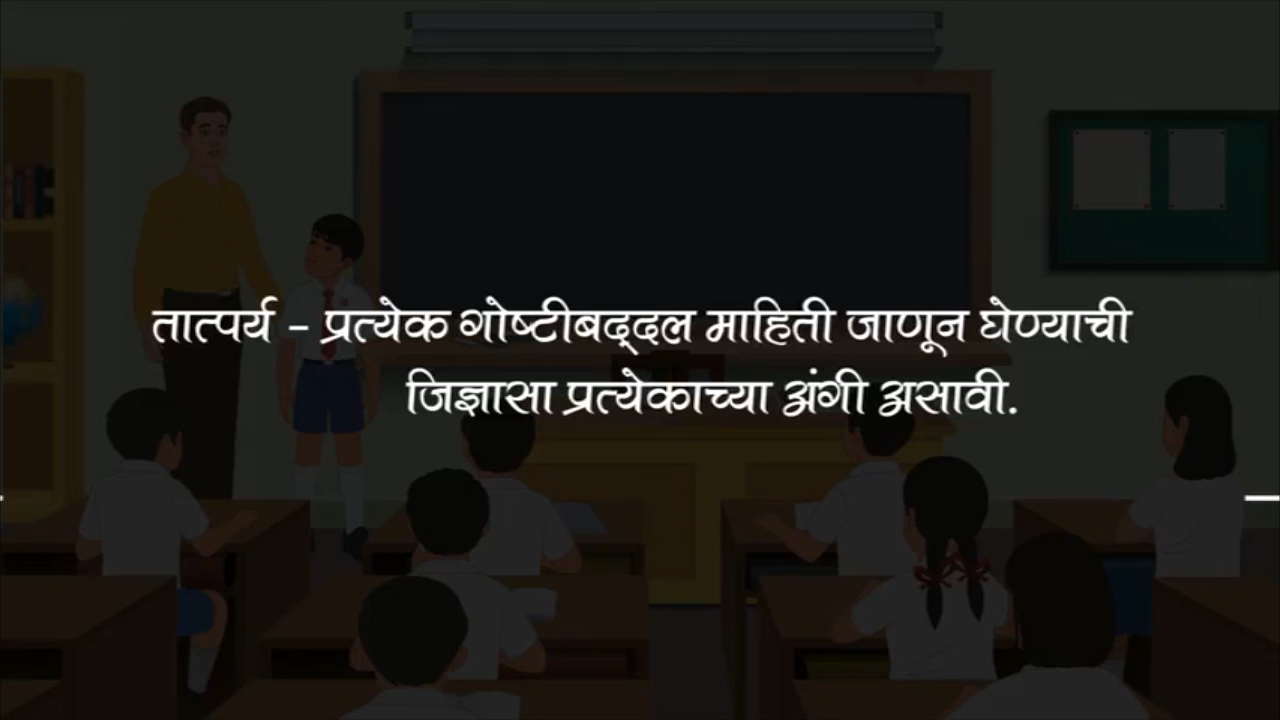 तात्पर्य - प्रत्येक गोष्टीबद्दल माहिती जाणून घेण्याची
जिज्ञासा प्रत्येकाच्या अंगी असावी.